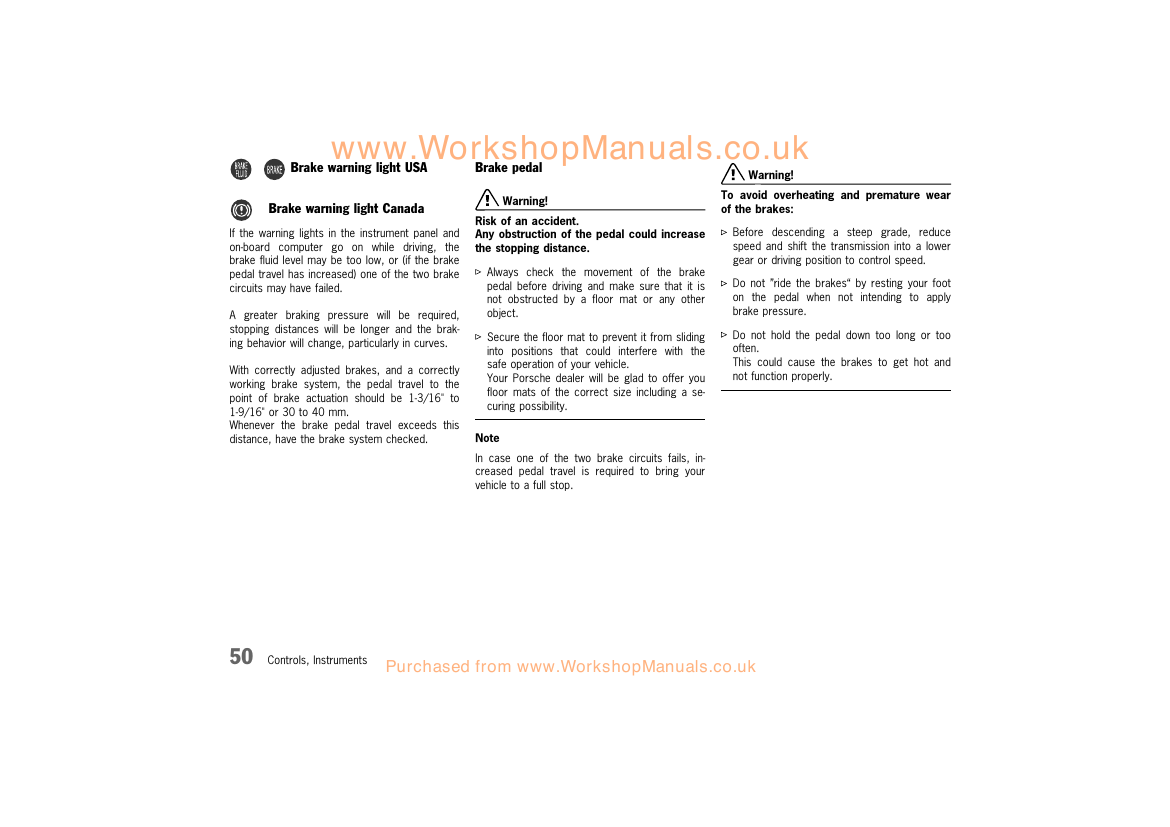 www.WorkshopManuals.co.uk
BRAKE
FLUID
BRAKE
Brake warning light USA
Brake warning light Canada
If the warning lights in the instrument panel and
on-board computer go on while driving, the
brake fluid level may be too low, or (if the brake
pedal travel has increased) one of the two brake
circuits may have failed.
A greater braking pressure will be required,
stopping distances will be longer and the brak-
ing behavior will change, particularly in curves.
With correctly adjusted brakes, and a correctly
working brake system, the pedal travel to the
point of brake actuation should be 1-3/16" to
1-9/16" or 30 to 40 mm.
Whenever the brake pedal travel exceeds this
distance, have the brake system checked.
Brake pedal
Warning!
Risk of an accident.
Any obstruction of the pedal could increase
the stopping distance.
▷ Always check the movement of the brake
pedal before driving and make sure that it is
not obstructed by a floor mat or any other
object.
▷ Secure the floor mat to prevent it from sliding
into positions that could interfere with the
safe operation of your vehicle.
Your Porsche dealer will be glad to offer you
floor mats of the correct size including a se-
curing possibility.
Note
In case one of the two brake circuits fails, in-
creased pedal travel is required to bring your
vehicle to a full stop.
Warning!
To avoid overheating and premature wear
of the brakes:
▷ Before descending a steep grade, reduce
speed and shift the transmission into a lower
gear or driving position to control speed.
▷ Do not ”ride the brakes“ by resting your foot
on the pedal when not intending to apply
brake pressure.
▷ Do not hold the pedal down too long or too
often.
This could cause the brakes to get hot and
not function properly.
50 Controls, Instruments
Purchased from www.WorkshopManuals.co.uk